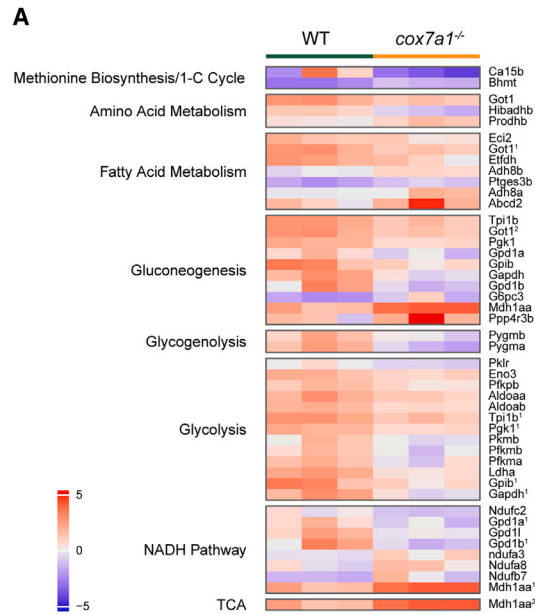 A
WT cox7a1-/-
Methionine Biosynthesis/1-C Cycle
Ca15b
Bhmt
Amino Acid Metabolism
Got1
Hibadhb
Prodhb
Fatty Acid Metabolism
Eci2
Got1¹
Etfdh
Adh8b
Ptges3b
Adh8a
Abcd2
Gluconeogenesis
Tpi1b
Got1²
Pgk1
Gpd1a
Gpib
Gapdh
Gpd1b
G6pc3
Mdh1aa
Ppp4r3b
Glycogenolysis
Pygmb
Pygma
Glycolysis
Pklr
Eno3
Pfkpb
Aldoaa
Aldoab
Tpi1b¹
Pgk1¹
Pkmb
Pfkmb
Pfkma
Ldha
Gpib¹
Gapdh¹
NADH Pathway
Ndufc2
Gpd1a¹
Gpd1l
Gpd1b¹
ndufa3
Ndufa8
Ndufb7
Mdh1aa¹
TCA
Mdh1aa²
5
0
−5